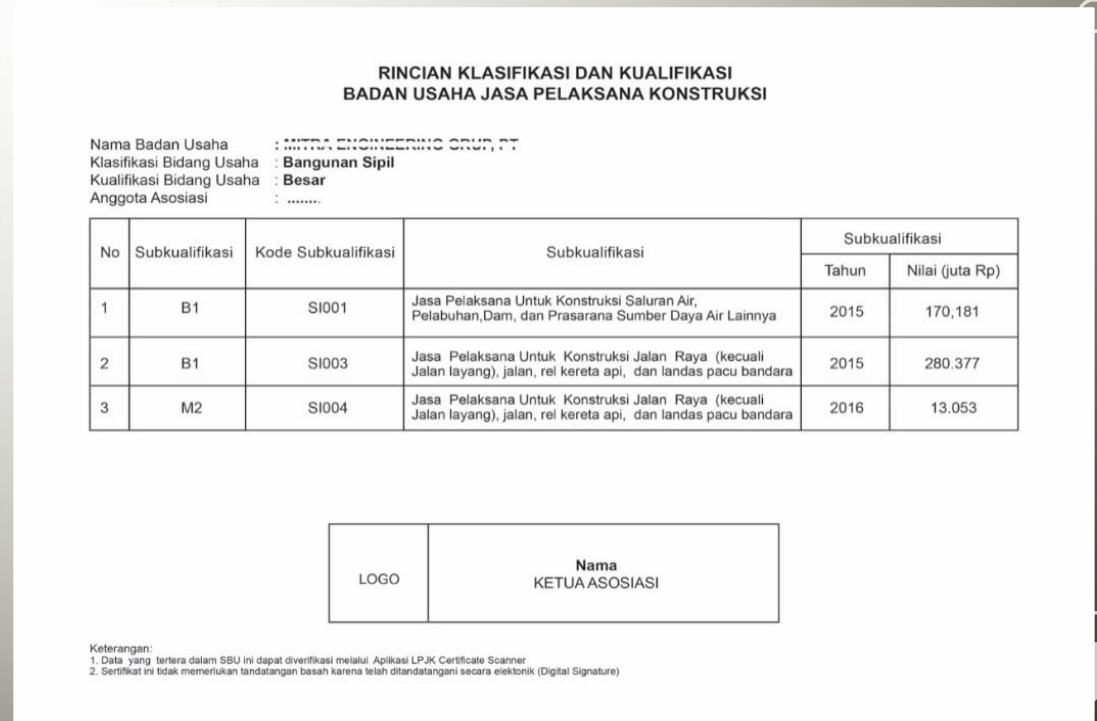 RINCIAN KLASIFIKASI DAN KUALIFIKASI
BADAN USAHA JASA PELAKSANA KONSTRUKSI
Nama Badan Usaha : MITRA ENGINEERING GRUP, PT
Klasifikasi Bidang Usaha : Bangunan Sipil
Kualifikasi Bidang Usaha : Besar
Anggota Asosiasi : ........
No Subkualifikasi Kode Subkualifikasi Subkualifikasi Subkualifikasi
Tahun Nilai (juta Rp)
1 B1 SI001 Jasa Pelaksana Untuk Konstruksi Saluran Air,
Pelabuhan,Dam, dan Prasarana Sumber Daya Air Lainnya 2015 170,181
2 B1 SI003 Jasa Pelaksana Untuk Konstruksi Jalan Raya (kecuali
Jalan layang), jalan, rel kereta api, dan landas pacu bandara 2015 280.377
3 M2 SI004 Jasa Pelaksana Untuk Konstruksi Jalan Raya (kecuali
Jalan layang), jalan, rel kereta api, dan landas pacu bandara 2016 13.053
LOGO
Nama
KETUA ASOSIASI
Keterangan:
1. Data yang tertera dalam SBU ini dapat diverifikasi melalui Aplikasi LPJK Certificate Scanner
2. Sertifikat ini tidak memerlukan tandatangan basah karena telah ditandatangani secara elektonik (Digital Signature)